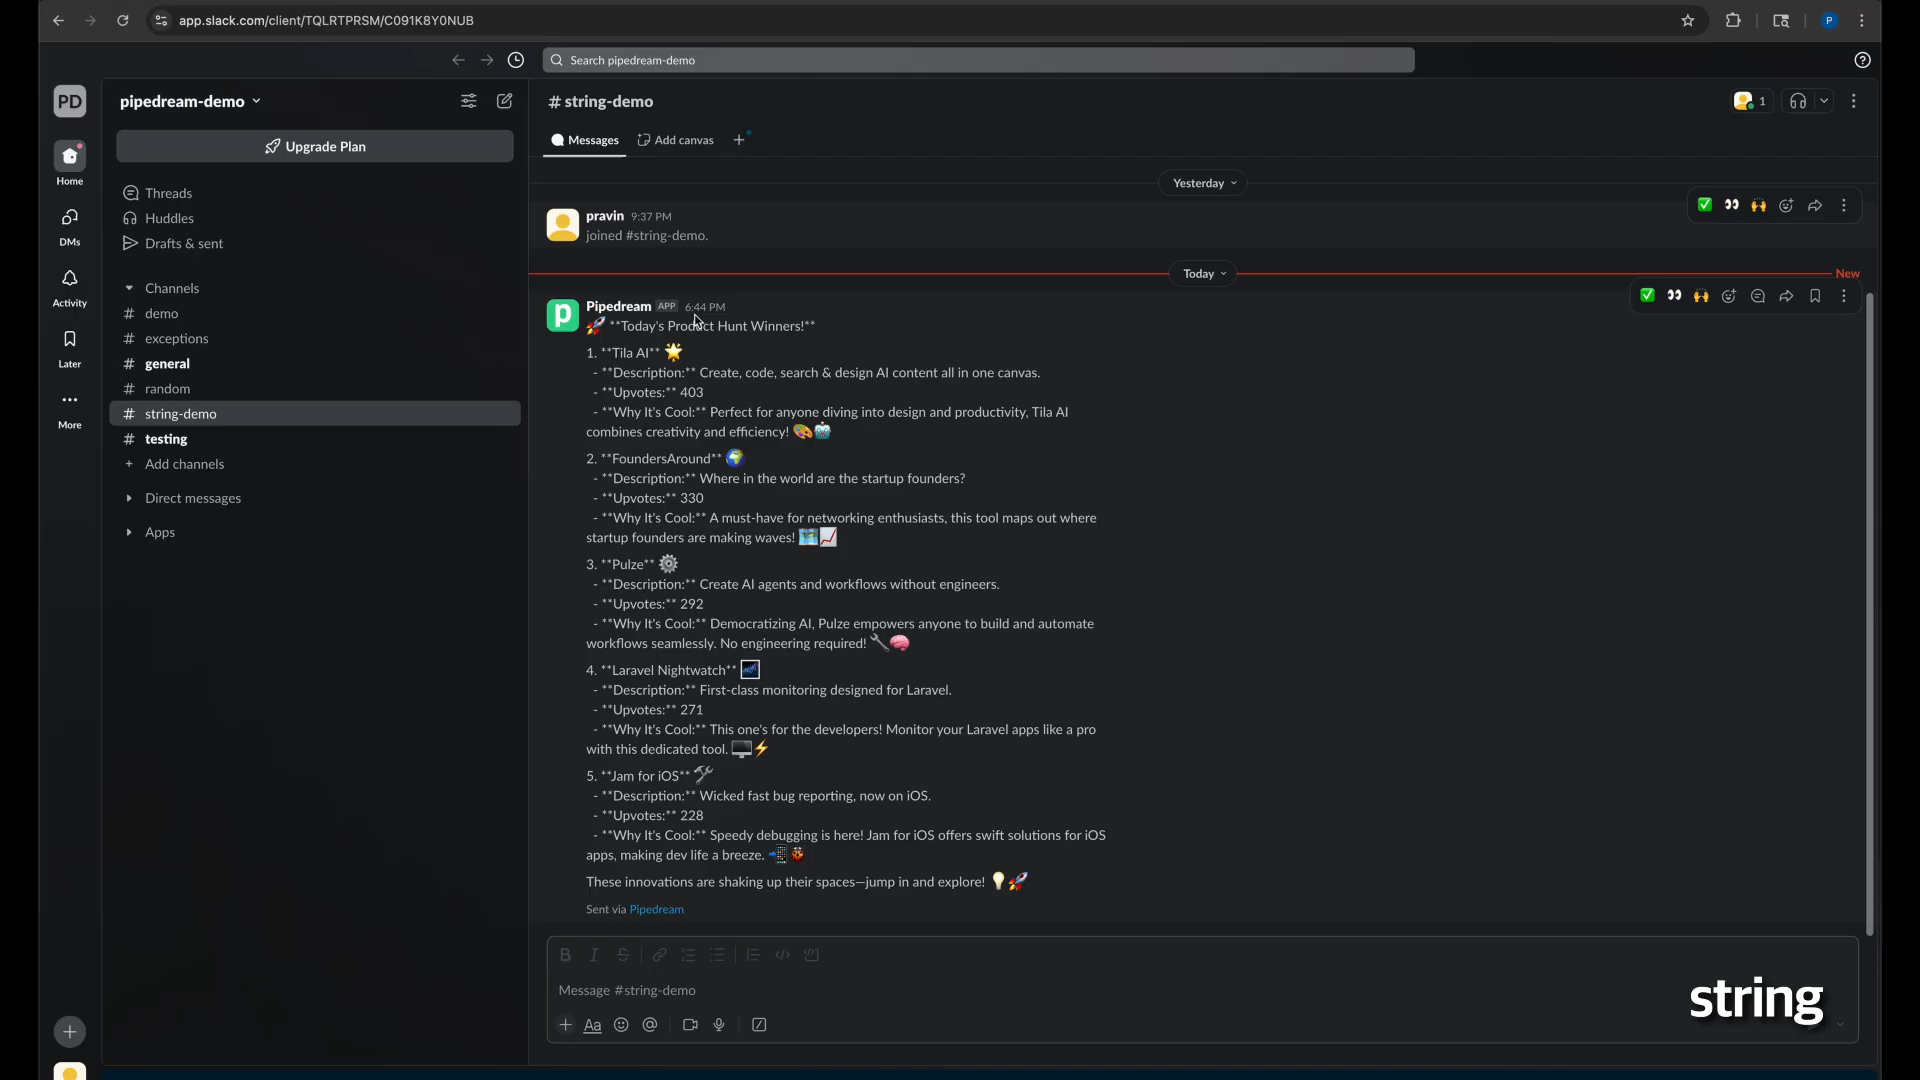 app.slack.com/client/TQLRTPRSM/C091K8Y0NUB
P
Search pipedream-demo
PD
pipedream-demo
# string-demo
1
Upgrade Plan
Messages
Add canvas
Home
DMs
Activity
Later
More
Threads
Huddles
Drafts & sent
Channels
# demo
# exceptions
# general
# random
# string-demo
# testing
+ Add channels
Direct messages
Apps
Yesterday
pravin 9:37 PM
joined #string-demo.
Today
New
p
Pipedream APP 6:44 PM
🚀 **Today's Product Hunt Winners!**
1. **Tila AI** 🌟
- **Description:** Create, code, search & design AI content all in one canvas.
- **Upvotes:** 403
- **Why It's Cool:** Perfect for anyone diving into design and productivity, Tila AI
combines creativity and efficiency! 🎨🤖
2. **FoundersAround** 🌍
- **Description:** Where in the world are the startup founders?
- **Upvotes:** 330
- **Why It's Cool:** A must-have for networking enthusiasts, this tool maps out where
startup founders are making waves! 🗺️📈
3. **Pulze** ⚙️
- **Description:** Create AI agents and workflows without engineers.
- **Upvotes:** 292
- **Why It's Cool:** Democratizing AI, Pulze empowers anyone to build and automate
workflows seamlessly. No engineering required! 🔧🧠
4. **Laravel Nightwatch** 🌌
- **Description:** First-class monitoring designed for Laravel.
- **Upvotes:** 271
- **Why It's Cool:** This one's for the developers! Monitor your Laravel apps like a pro
with this dedicated tool. 🖥️⚡
5. **Jam for iOS** 🛠️
- **Description:** Wicked fast bug reporting, now on iOS.
- **Upvotes:** 228
- **Why It's Cool:** Speedy debugging is here! Jam for iOS offers swift solutions for iOS
apps, making dev life a breeze. 📲🐞
These innovations are shaking up their spaces—jump in and explore! 💡🚀
Sent via Pipedream
Message #string-demo
Aa
string